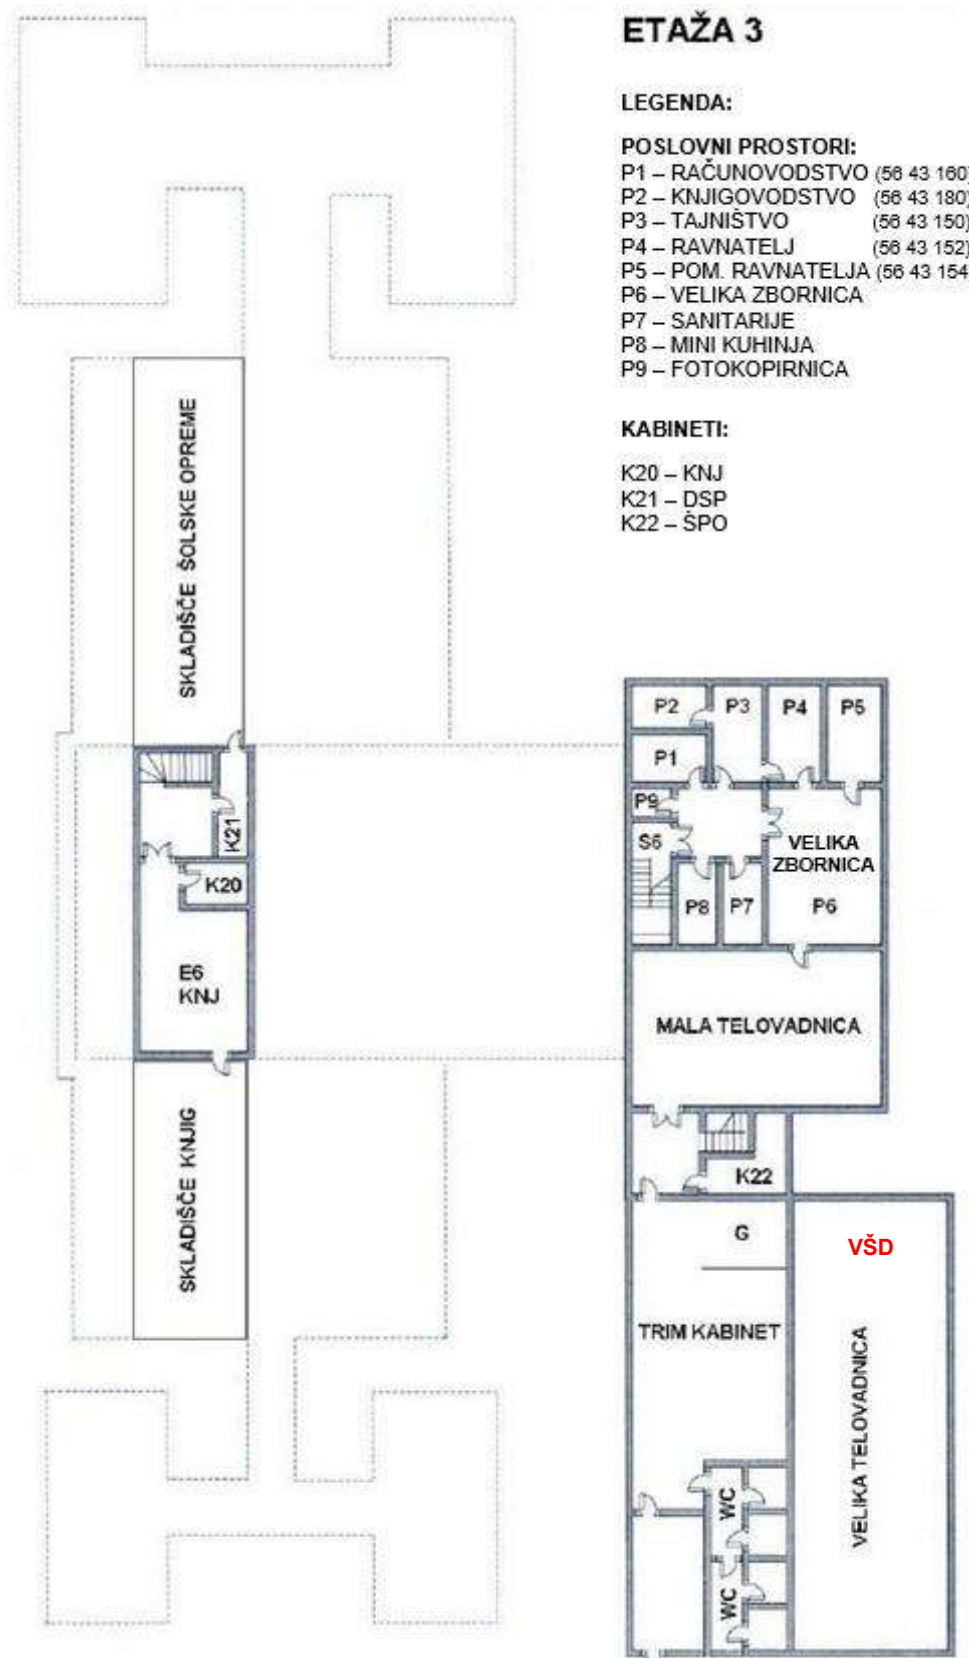 ETAŽA 3
LEGENDA:
POSLOVNI PROSTORI:
P1 – RAČUNOVODSTVO (56 43 160)
P2 – KNJIGOVODSTVO (56 43 180)
P3 – TAJNIŠTVO (56 43 150)
P4 – RAVNATELJ (56 43 152)
P5 – POM. RAVNATELJA (56 43 154
P6 – VELIKA ZBORNICA
P7 – SANITARIJE
P8 – MINI KUHINJA
P9 – FOTOKOPIRNICA
KABINETI:
K20 – KNJ
K21 – DSP
K22 – ŠPO
SKLADIŠČE ŠOLSKE OPREME
K21
K20
E6
KNJ
SKLADIŠČE KNJIG
P2
P3
P4
P5
P1
P9
S6
VELIKA
ZBORNICA
P8
P7
P6
MALA TELOVADNICA
K22
G
VŠD
TRIM KABINET
VELIKA TELOVADNICA
WC
WC